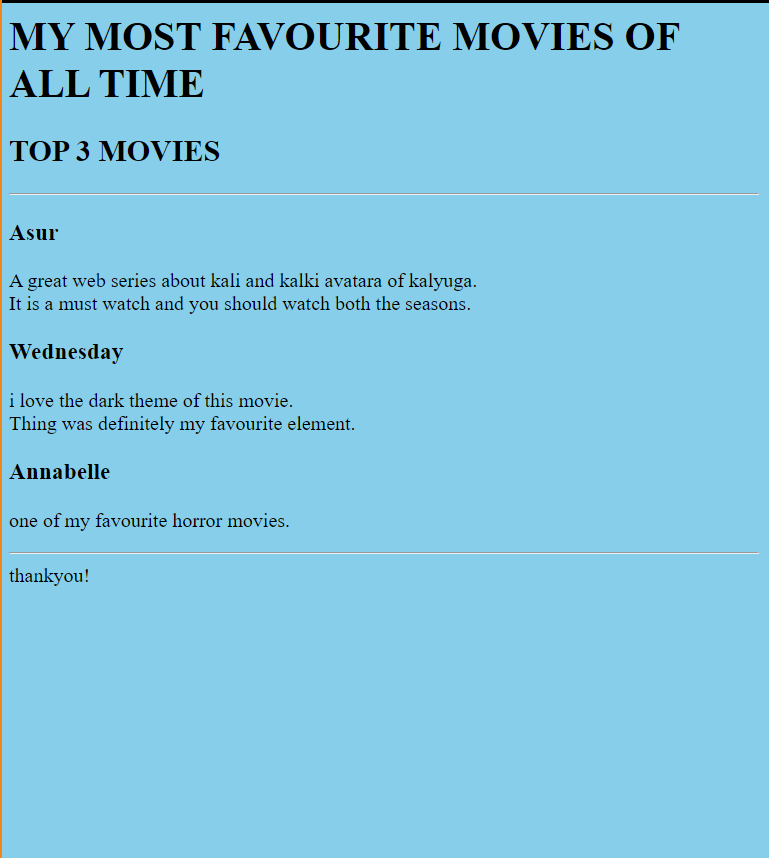 MY MOST FAVOURITE MOVIES OF
ALL TIME
TOP 3 MOVIES
Asur
A great web series about kali and kalki avatara of kalyuga.
It is a must watch and you should watch both the seasons.
Wednesday
i love the dark theme of this movie.
Thing was definitely my favourite element.
Annabelle
one of my favourite horror movies.
thankyou!